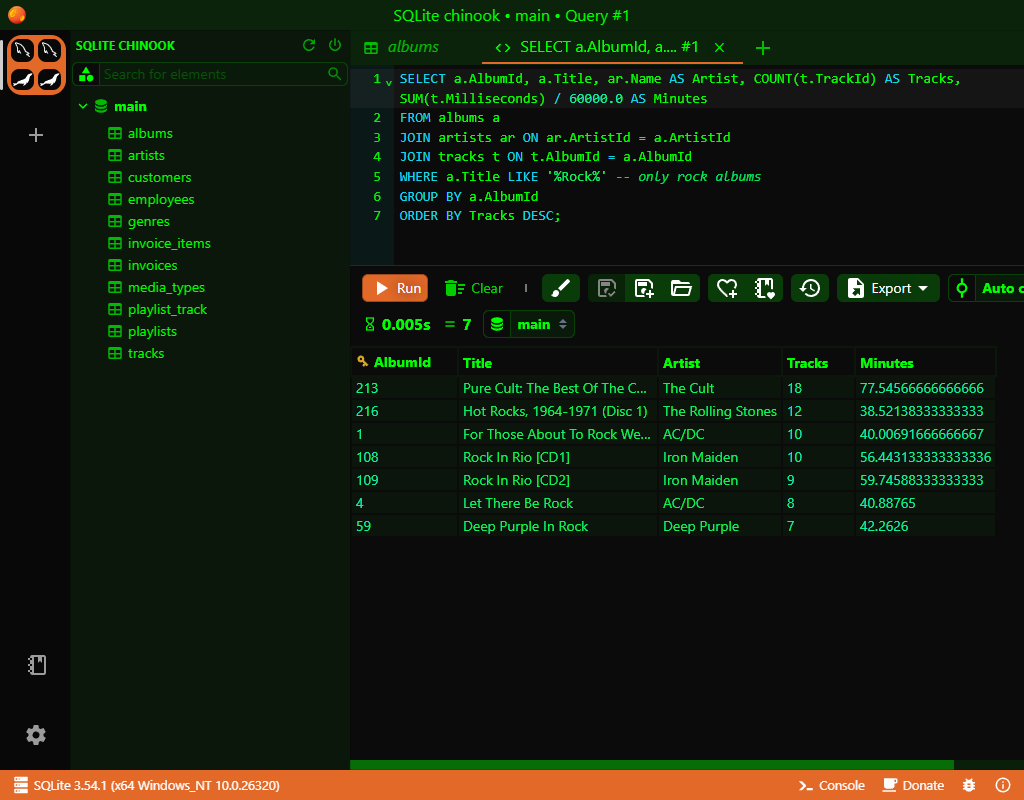 SQLite chinook • main • Query #1
SQLITE CHINOOK
Search for elements
main
albums
artists
customers
employees
genres
invoice_items
invoices
media_types
playlist_track
playlists
tracks
albums
SELECT a.AlbumId, a.... #1
1 SELECT a.AlbumId, a.Title, ar.Name AS Artist, COUNT(t.TrackId) AS Tracks,
SUM(t.Milliseconds) / 60000.0 AS Minutes
2 FROM albums a
3 JOIN artists ar ON ar.ArtistId = a.ArtistId
4 JOIN tracks t ON t.AlbumId = a.AlbumId
5 WHERE a.Title LIKE '%Rock%' -- only rock albums
6 GROUP BY a.AlbumId
7 ORDER BY Tracks DESC;
Run Clear Export Auto c
0.005s = 7 main
AlbumId Title Artist Tracks Minutes
213 Pure Cult: The Best Of The C... The Cult 18 77.54566666666666
216 Hot Rocks, 1964-1971 (Disc 1) The Rolling Stones 12 38.52138333333333
1 For Those About To Rock We... AC/DC 10 40.00691666666667
108 Rock In Rio [CD1] Iron Maiden 10 56.443133333333336
109 Rock In Rio [CD2] Iron Maiden 9 59.74588333333333
4 Let There Be Rock AC/DC 8 40.88765
59 Deep Purple In Rock Deep Purple 7 42.2626
SQLite 3.54.1 (x64 Windows_NT 10.0.26320) Console Donate